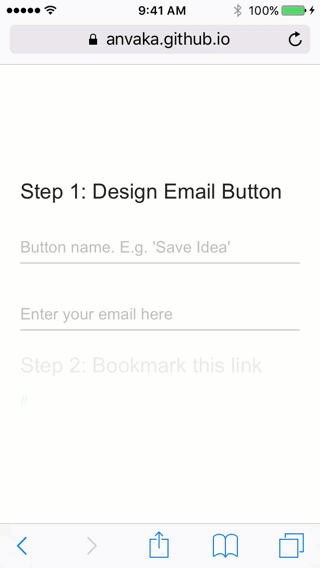 9:41 AM
100%
anvaka.github.io
Step 1: Design Email Button
Button name. E.g. 'Save Idea'
Enter your email here
Step 2: Bookmark this link